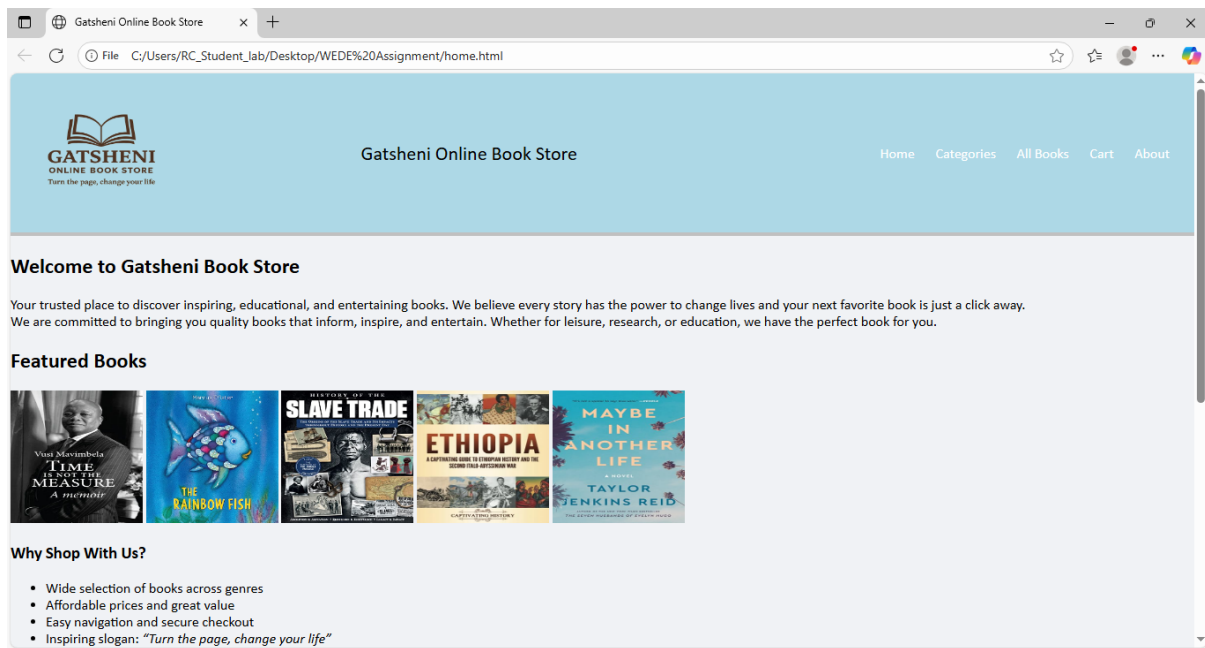 Gatsheni Online Book Store
File C:/Users/RC_Student_lab/Desktop/WEDE%20Assignment/home.html
GATSHENI
ONLINE BOOK STORE
Turn the page, change your life
Gatsheni Online Book Store
Home Categories All Books Cart About
Welcome to Gatsheni Book Store
Your trusted place to discover inspiring, educational, and entertaining books. We believe every story has the power to change lives and your next favorite book is just a click away.
We are committed to bringing you quality books that inform, inspire, and entertain. Whether for leisure, research, or education, we have the perfect book for you.
Featured Books
Vusi Mavimbela
TIME
IS NOT THE
MEASURE
A memoir
THE
RAINBOW FISH
HISTORY OF THE
SLAVE TRADE
ETHIOPIA
A CAPTIVATING GUIDE TO ETHIOPIAN HISTORY AND THE
SECOND ITALO-ABYSSINIAN WAR
CAPTIVATING HISTORY
MAYBE
IN
ANOTHER
LIFE
A NOVEL
TAYLOR
JENKINS REID
Why Shop With Us?
• Wide selection of books across genres
• Affordable prices and great value
• Easy navigation and secure checkout
• Inspiring slogan: “Turn the page, change your life”